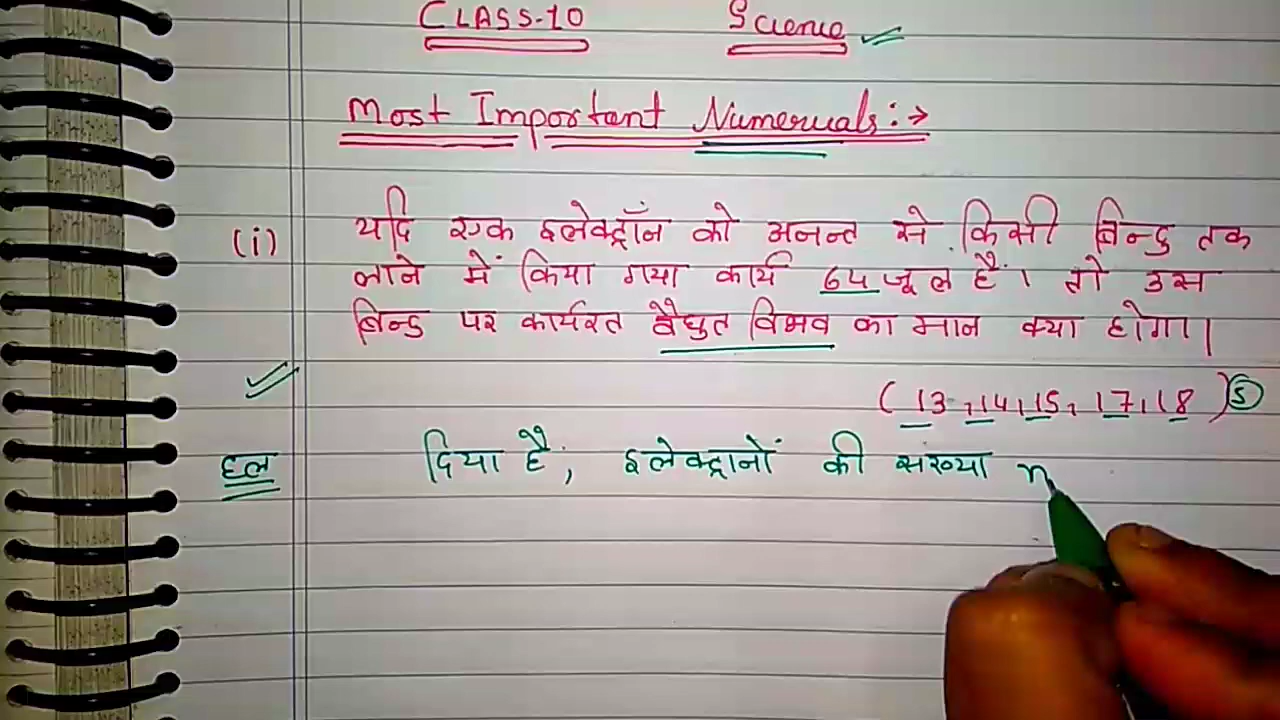 CLASS-10 Science
Most Important Numericals:→
(i) यदि एक इलेक्ट्रॉन को अनन्त से किसी बिन्दु तक
लाने में किया गया कार्य 64 जूल है। तो उस
बिन्दु पर कार्यरत वैद्युत विभव का मान क्या होगा।
(13, 14, 15, 17, 18) 5
हल दिया है, इलेक्ट्रानों की संख्या n